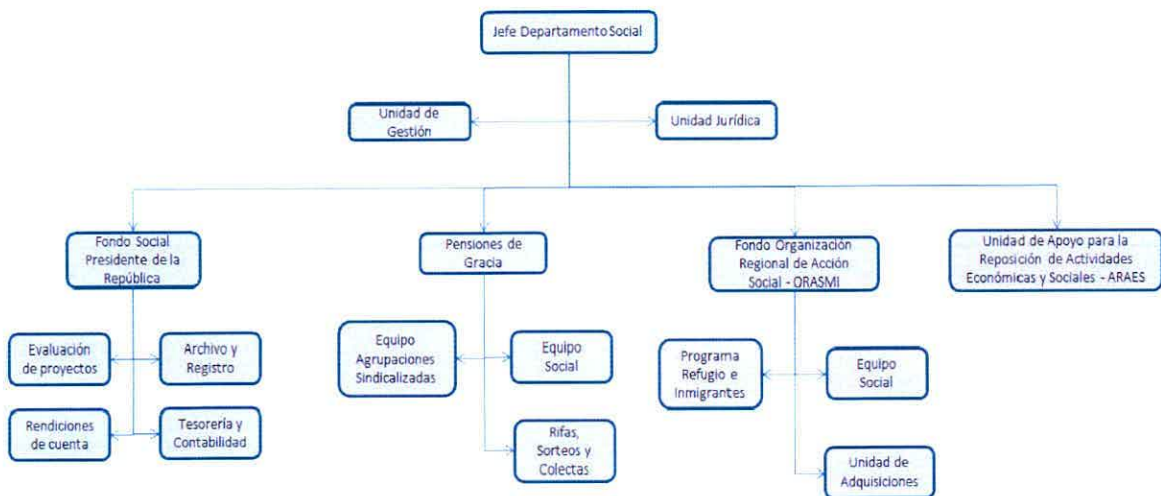 Jefe Departamento Social
Unidad de
Gestión
Unidad Jurídica
Fondo Social
Presidente de la
República
Pensiones de
Gracia
Fondo Organización
Regional de Acción
Social - ORASMI
Unidad de Apoyo para la
Reposición de Actividades
Económicas y Sociales - ARAES
Evaluación
de proyectos
Archivo y
Registro
Rendiciones
de cuenta
Tesorería y
Contabilidad
Equipo
Agrupaciones
Sindicalizadas
Equipo
Social
Rifas,
Sorteos y
Colectas
Programa
Refugio e
Inmigrantes
Equipo
Social
Unidad de
Adquisiciones